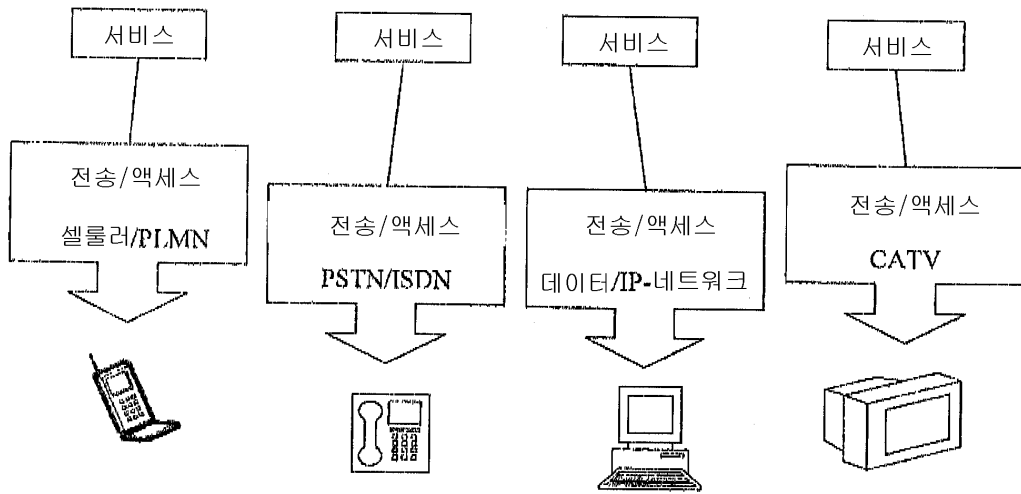 서비스
서비스
서비스
서비스
전송/액세스
셀룰러/PLMN
전송/액세스
PSTN/ISDN
전송/액세스
데이터/IP-네트워크
전송/액세스
CATV